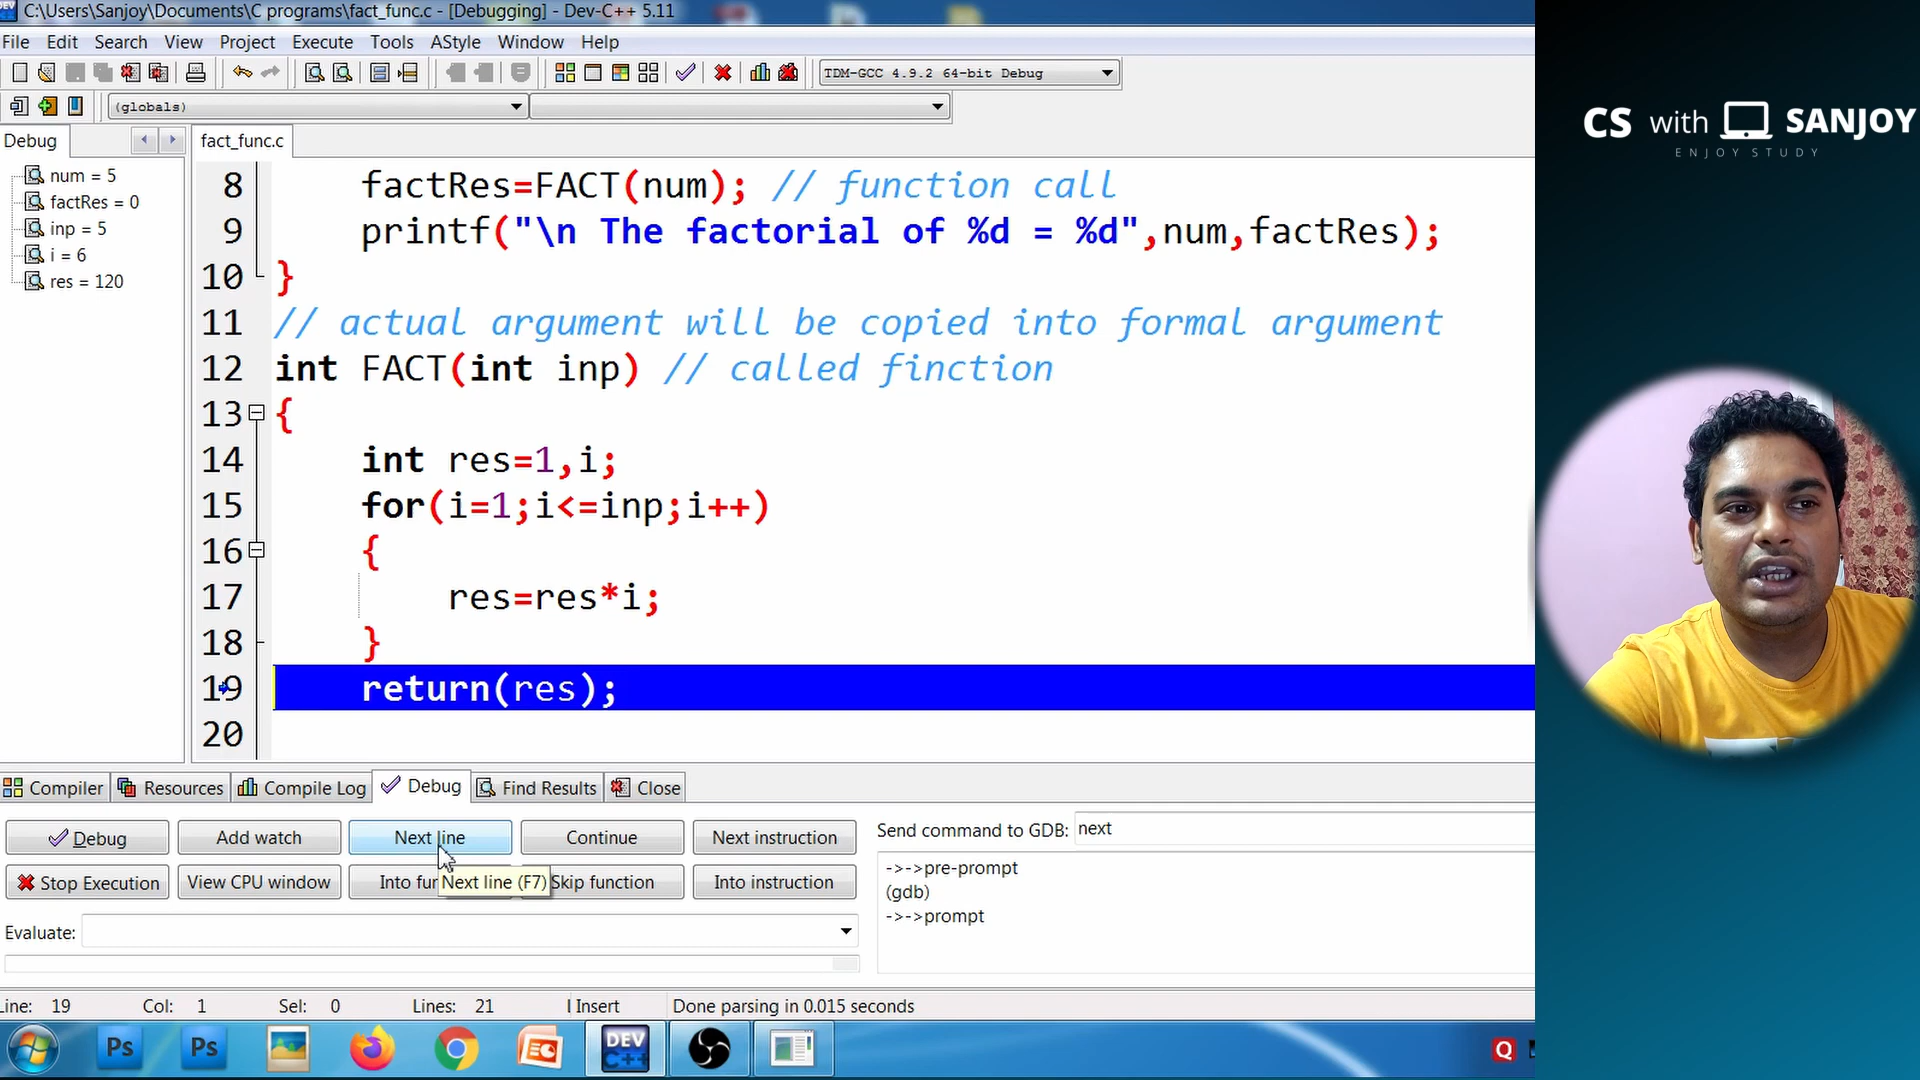 C:\Users\Sanjoy\Documents\C programs\fact_func.c - [Debugging] - Dev-C++ 5.11
File Edit Search View Project Execute Tools AStyle Window Help
TDM-GCC 4.9.2 64-bit Debug
(globals)
Debug
fact_func.c
num = 5
factRes = 0
inp = 5
i = 6
res = 120
8 factRes=FACT(num); // function call
9 printf("\n The factorial of %d = %d",num,factRes);
10 }
11 // actual argument will be copied into formal argument
12 int FACT(int inp) // called finction
13 {
14 int res=1,i;
15 for(i=1;i<=inp;i++)
16 {
17 res=res*i;
18 }
19 return(res);
20
Compiler Resources Compile Log Debug Find Results Close
Debug Add watch Next line Continue Next instruction
Send command to GDB: next
Stop Execution View CPU window Into fun Next line (F7) Skip function Into instruction
->->pre-prompt
(gdb)
->->prompt
Evaluate:
Line: 19 Col: 1 Sel: 0 Lines: 21 Insert Done parsing in 0.015 seconds
Ps Ps DEV C++ Q
CS with SANJOY
ENJOY STUDY